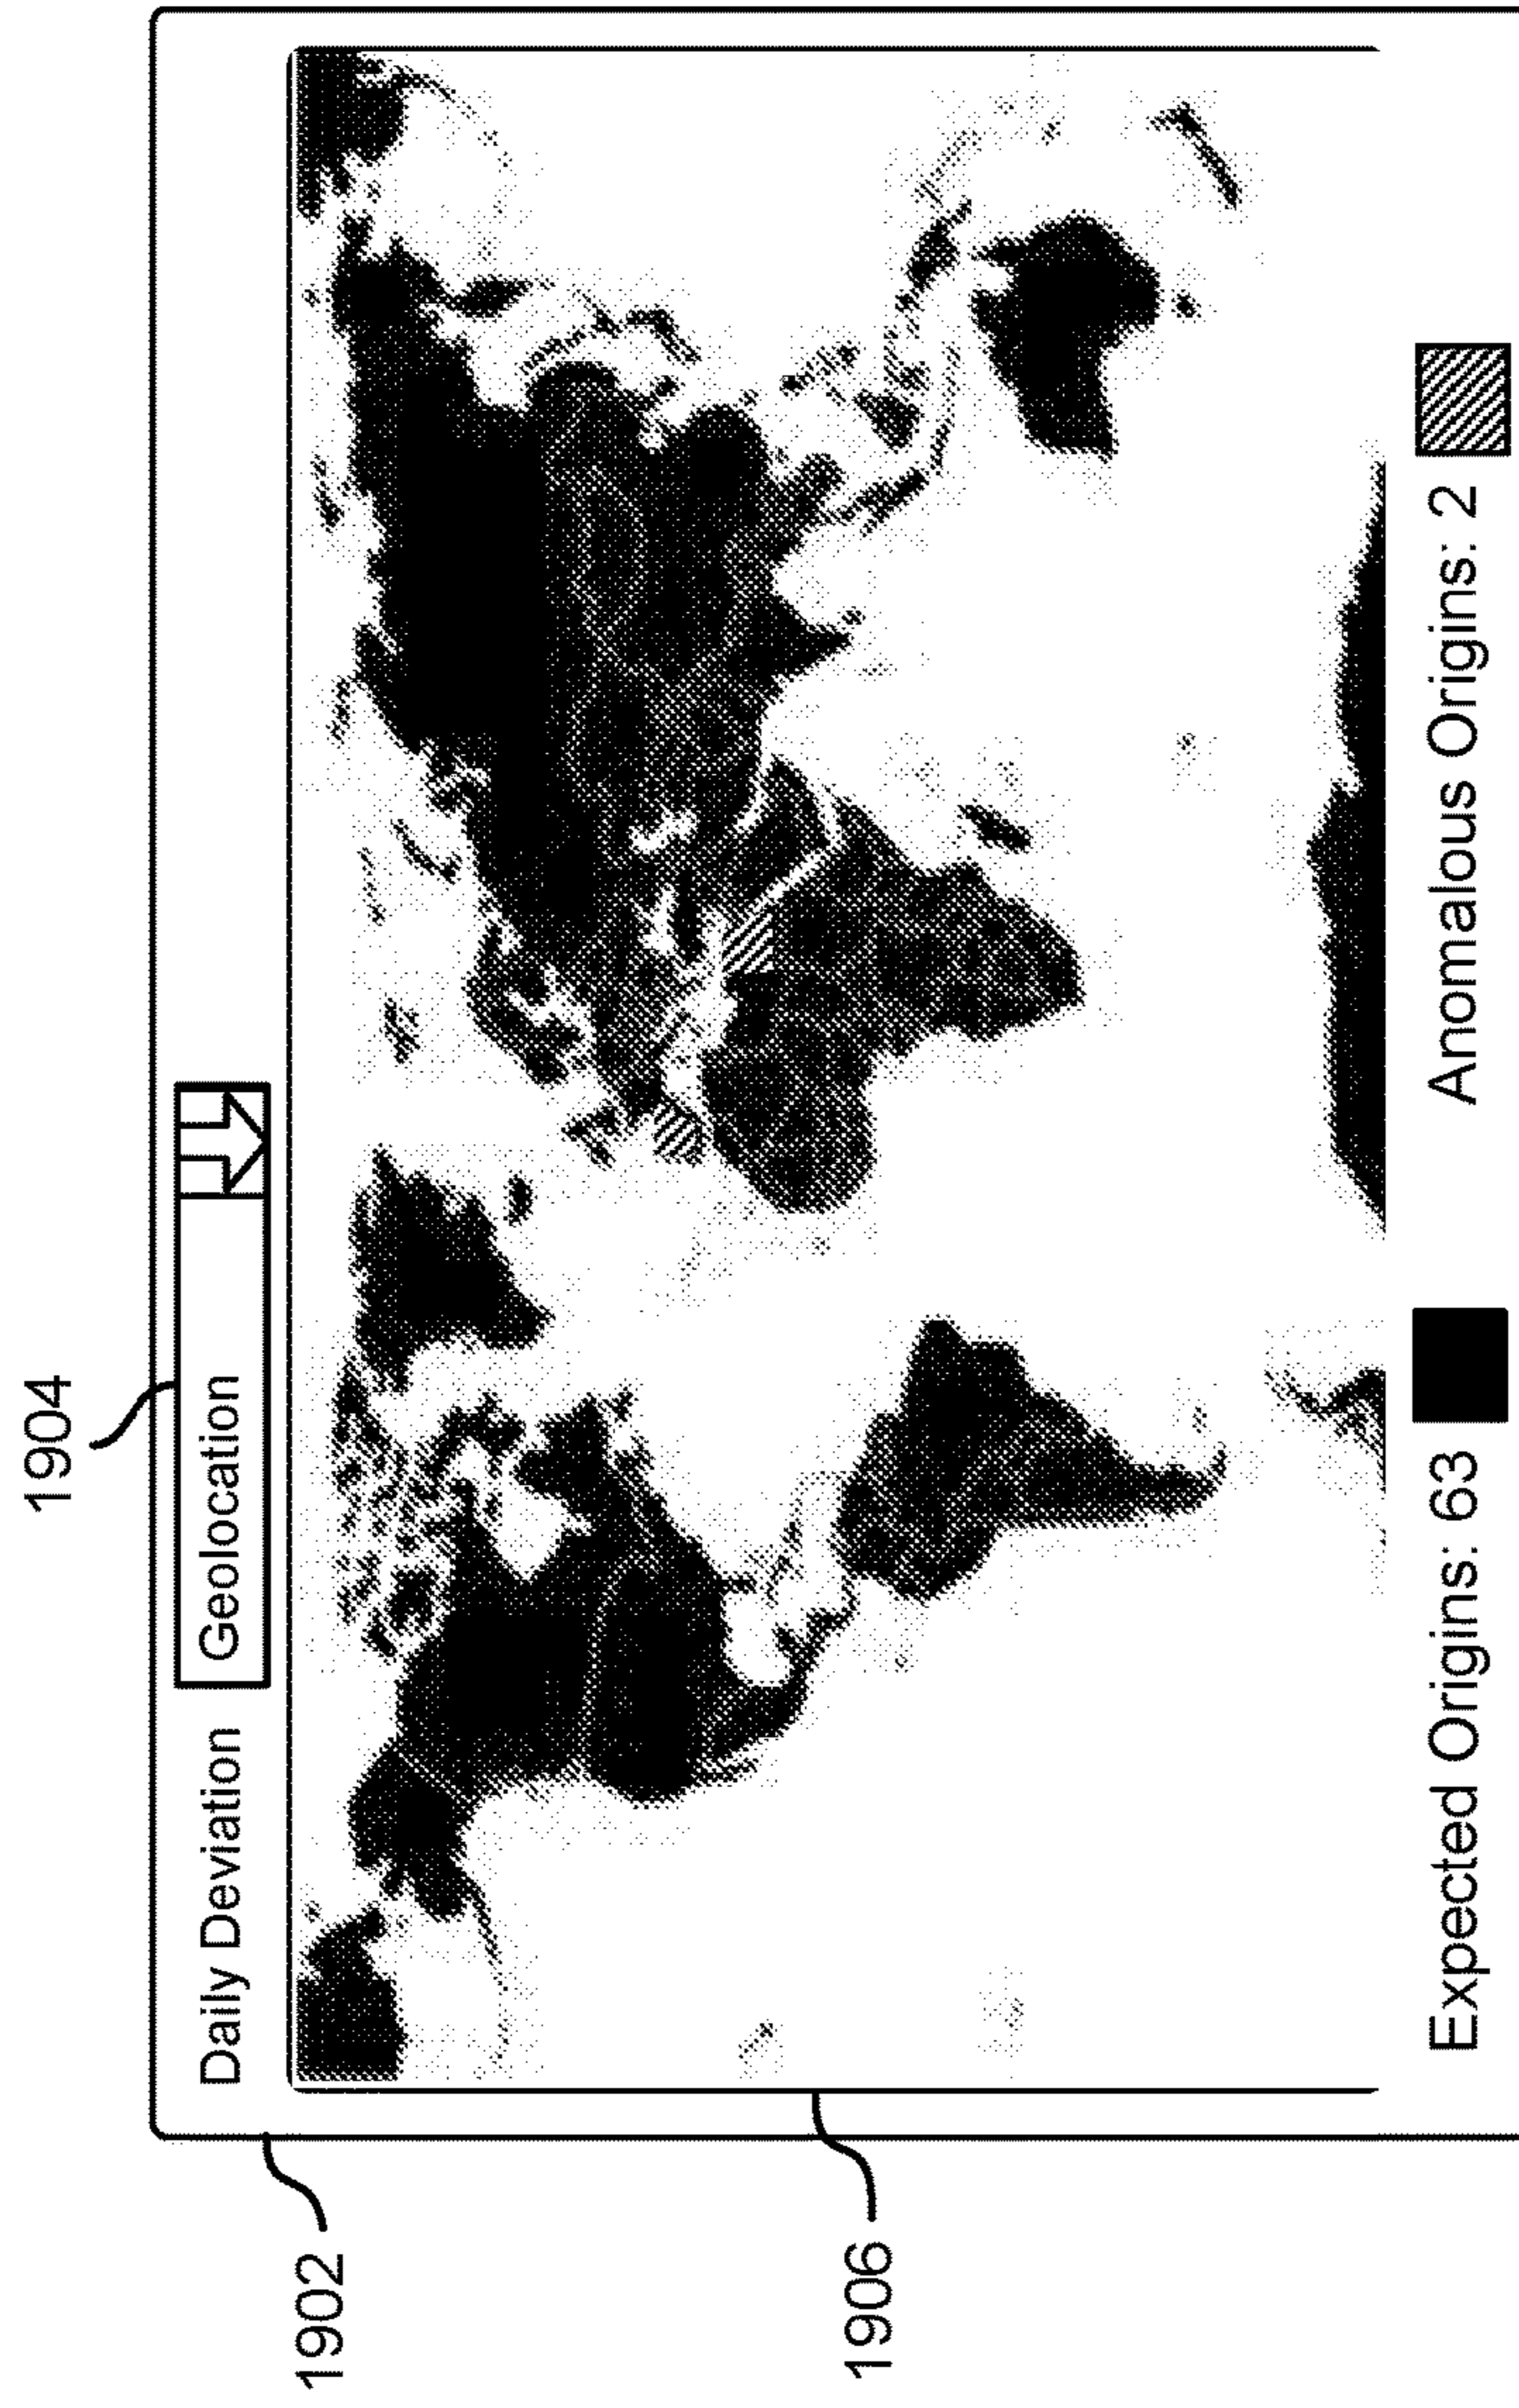 1904
Daily Deviation Geolocation
1902
1906
Expected Origins: 63 Anomalous Origins: 2